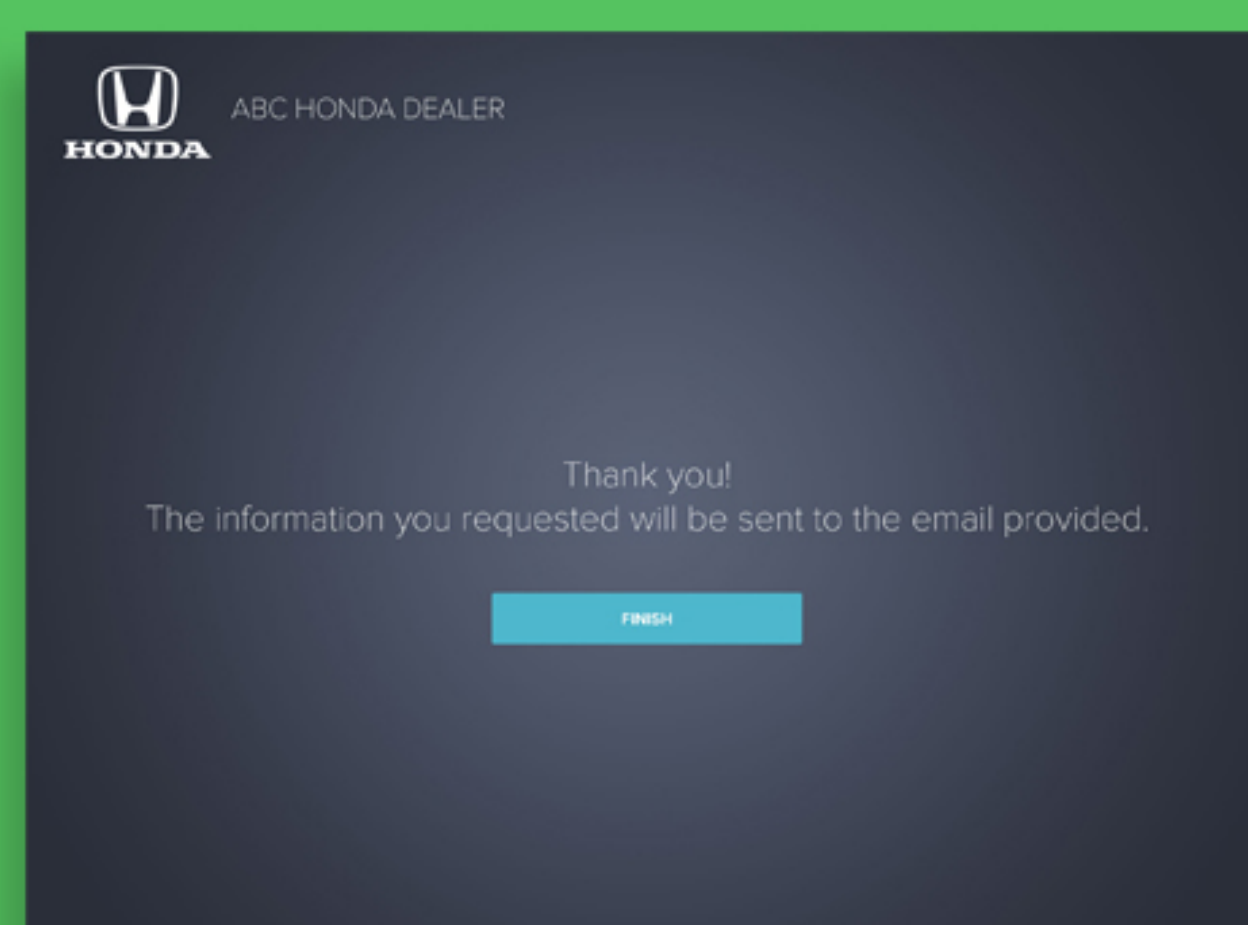 HONDA
ABC HONDA DEALER
Thank you!
The information you requested will be sent to the email provided.
FINISH